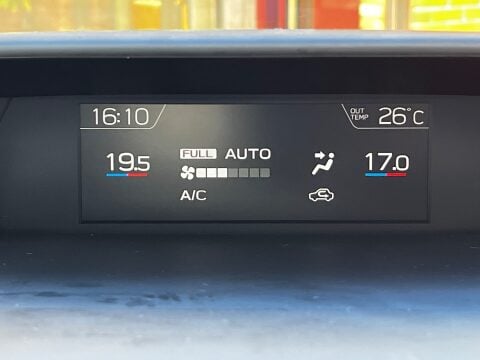 16:10
OUT TEMP 26°C
19.5
FULL AUTO
17.0
A/C